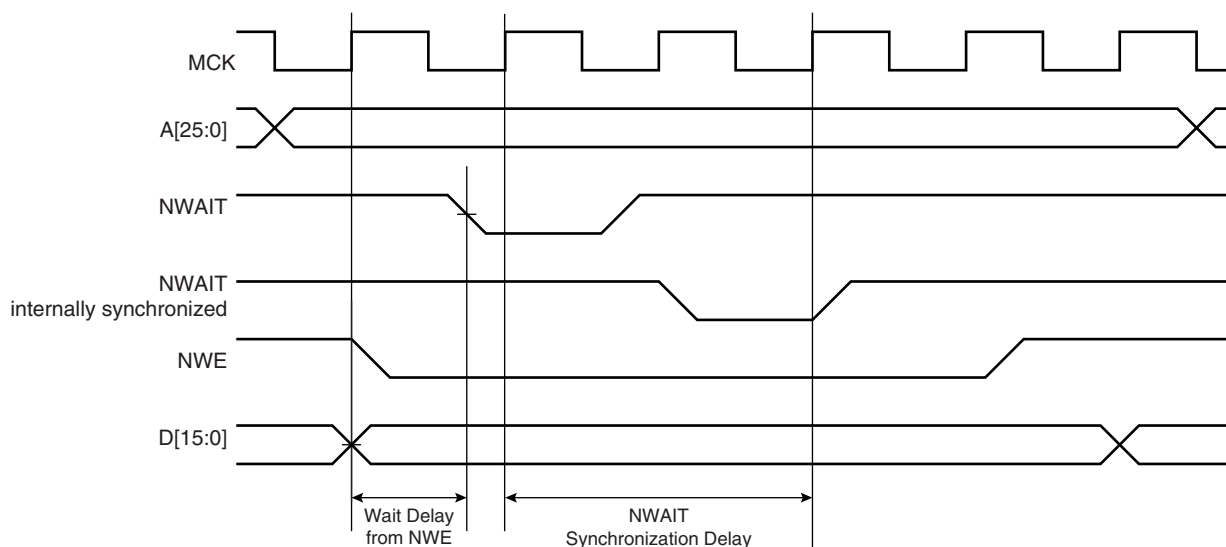 MCK
A[25:0]
NWAIT
NWAIT
internally synchronized
NWE
D[15:0]
Wait Delay
from NWE
NWAIT
Synchronization Delay